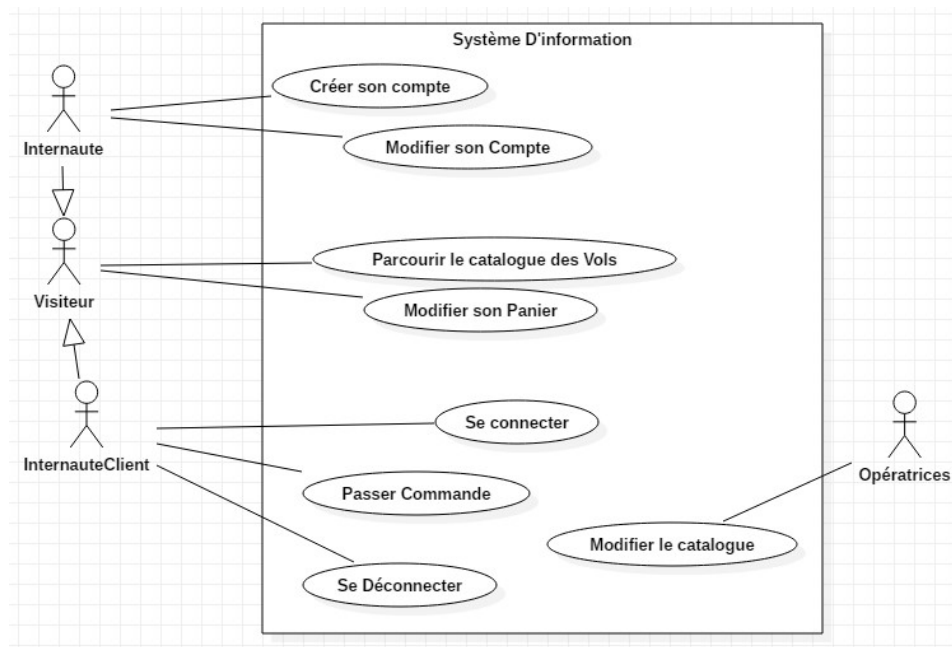 Système D'information
Créer son compte
Internaute
Modifier son Compte
Parcourir le catalogue des Vols
Visiteur
Modifier son Panier
Se connecter
InternauteClient
Opératrices
Passer Commande
Modifier le catalogue
Se Déconnecter